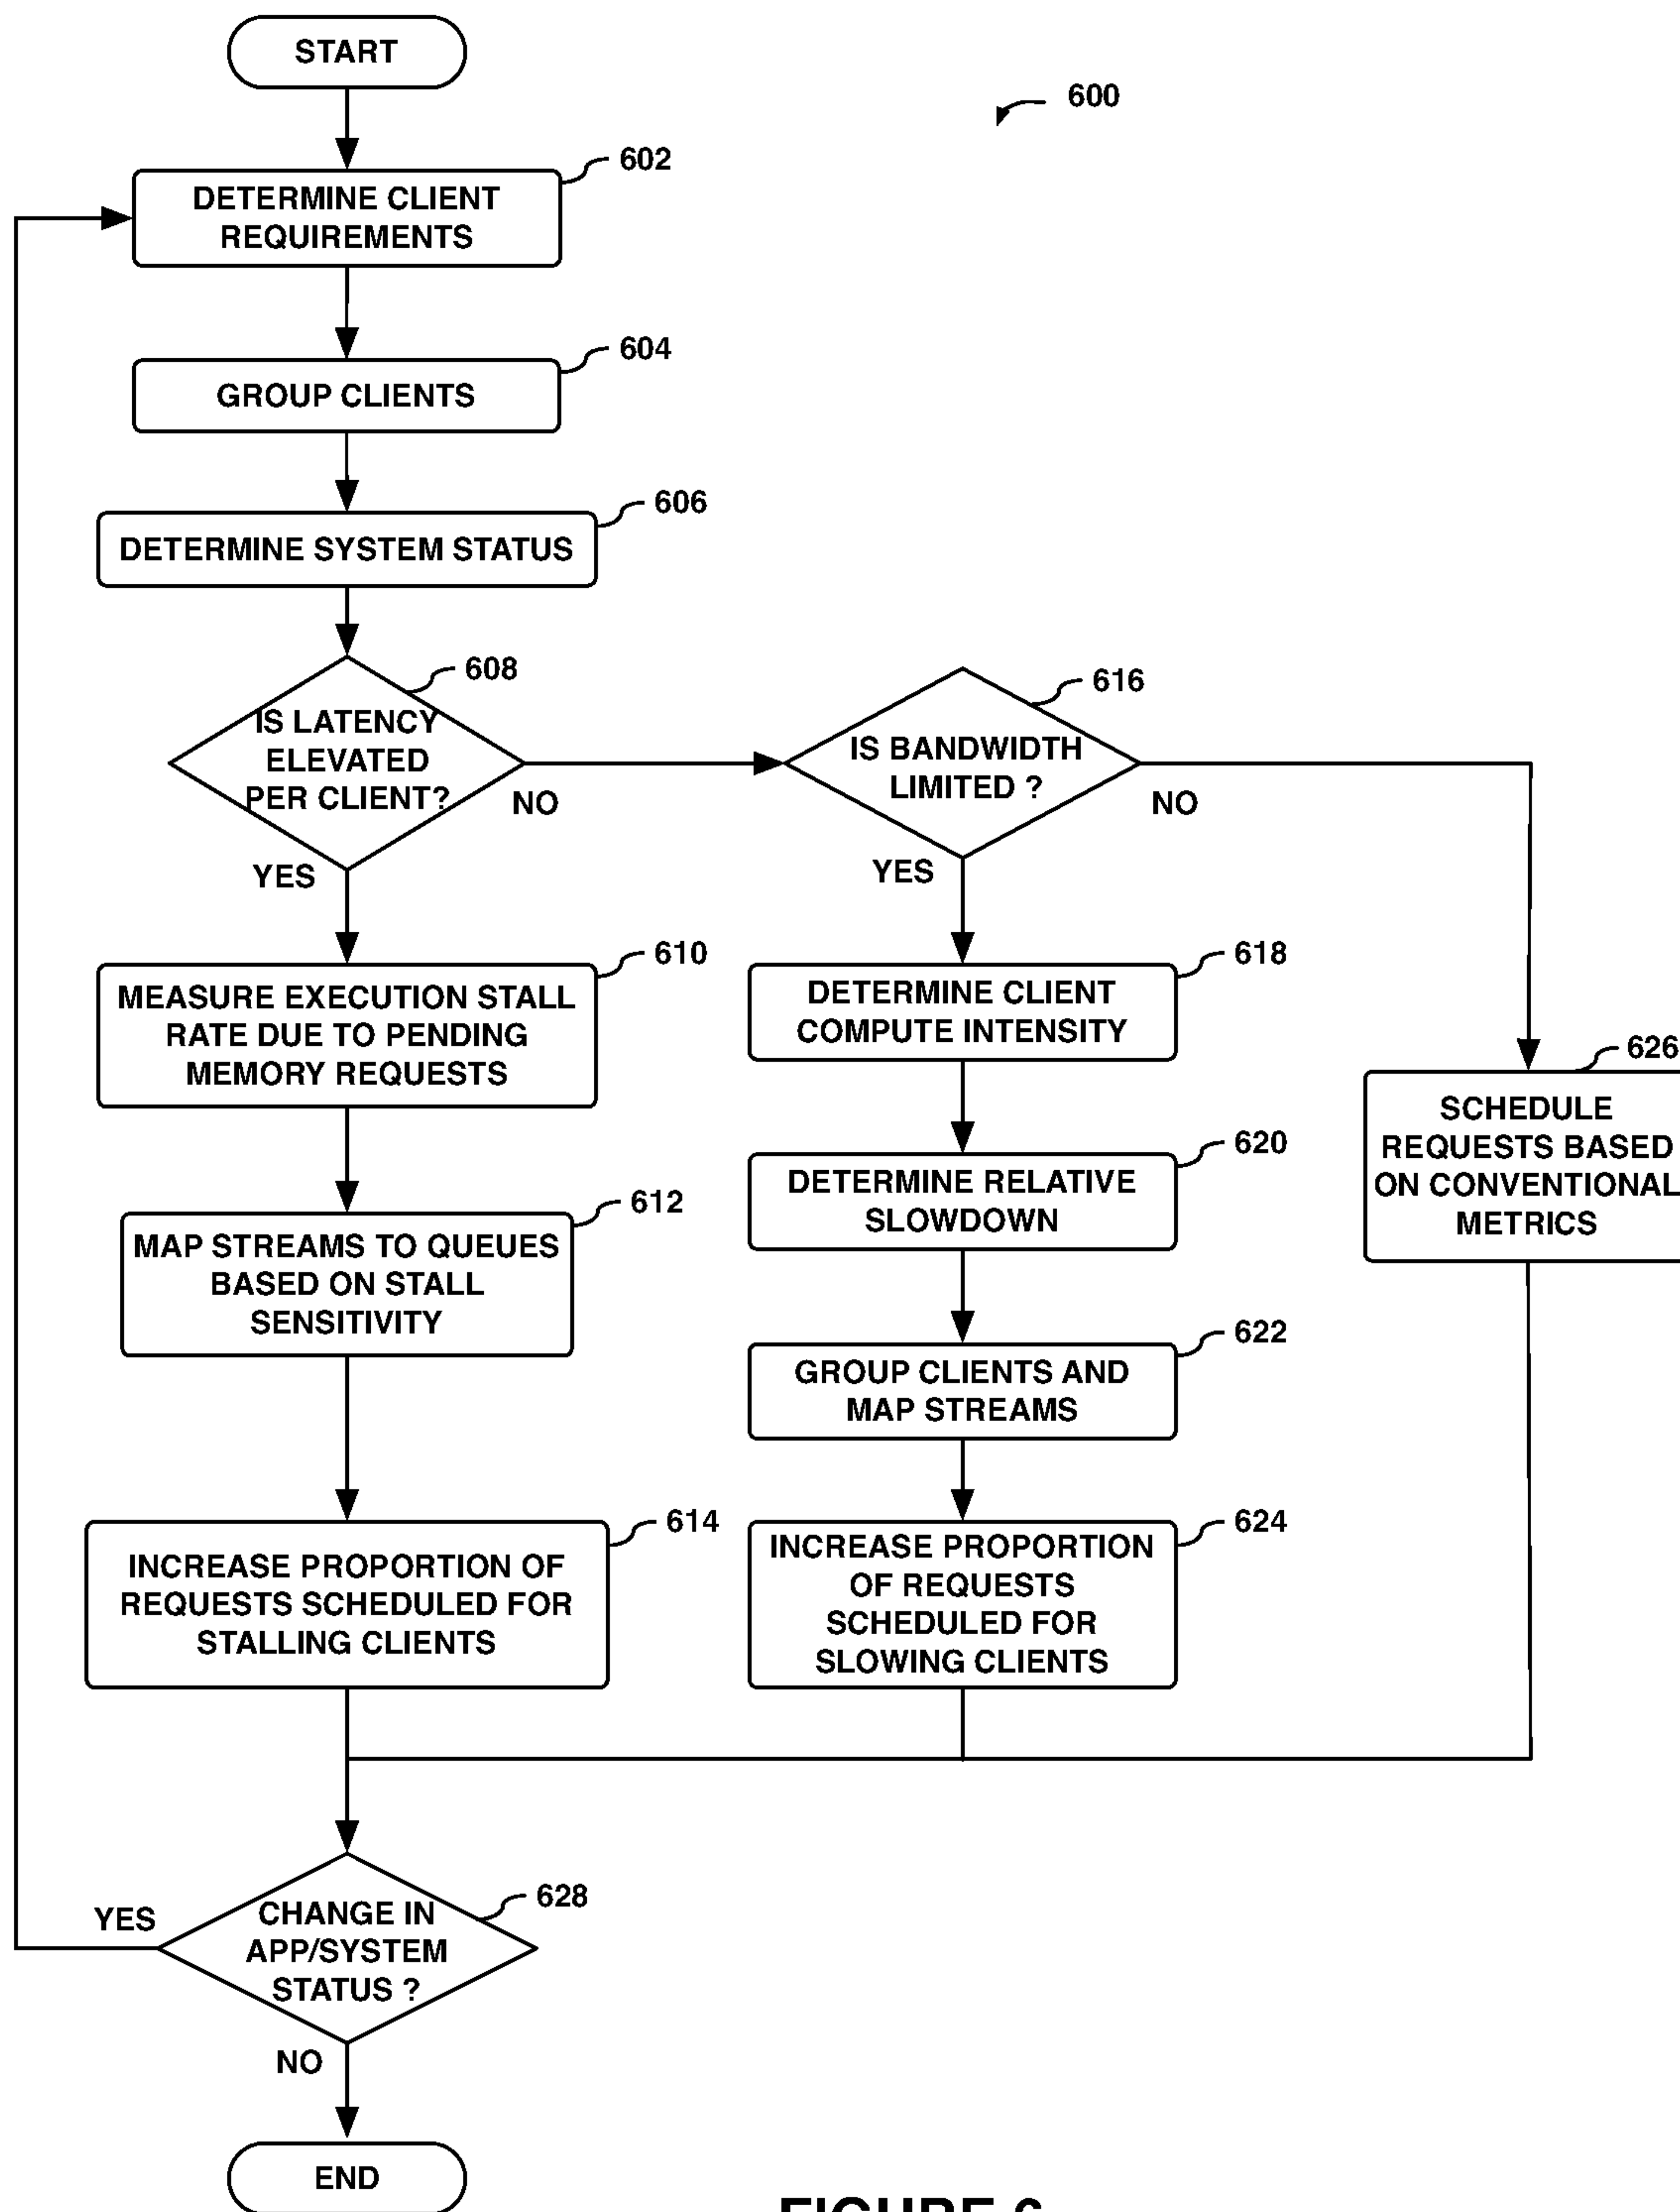 START
600
602
DETERMINE CLIENT
REQUIREMENTS
604
GROUP CLIENTS
606
DETERMINE SYSTEM STATUS
608
IS LATENCY
ELEVATED
PER CLIENT?
NO
YES
616
IS BANDWIDTH
LIMITED ?
NO
YES
610
MEASURE EXECUTION STALL
RATE DUE TO PENDING
MEMORY REQUESTS
612
MAP STREAMS TO QUEUES
BASED ON STALL
SENSITIVITY
614
INCREASE PROPORTION OF
REQUESTS SCHEDULED FOR
STALLING CLIENTS
618
DETERMINE CLIENT
COMPUTE INTENSITY
620
DETERMINE RELATIVE
SLOWDOWN
622
GROUP CLIENTS AND
MAP STREAMS
624
INCREASE PROPORTION
OF REQUESTS
SCHEDULED FOR
SLOWING CLIENTS
626
SCHEDULE
REQUESTS BASED
ON CONVENTIONAL
METRICS
628
CHANGE IN
APP/SYSTEM
STATUS ?
YES
NO
END
FIGURE 6